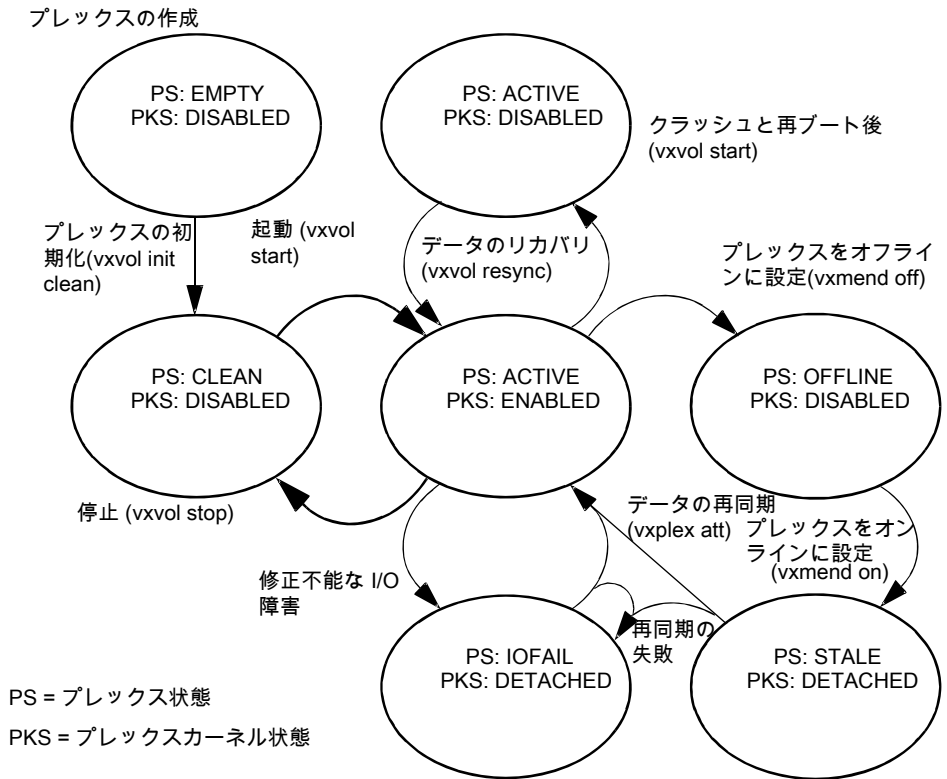 プレックスの作成
PS: EMPTY
PKS: DISABLED
PS: ACTIVE
PKS: DISABLED
クラッシュと再ブート後
(vxvol start)
プレックスの初
期化(vxvol init
clean)
起動 (vxvol
start)
データのリカバリ
(vxvol resync)
プレックスをオフライ
ンに設定(vxmend off)
PS: CLEAN
PKS: DISABLED
PS: ACTIVE
PKS: ENABLED
PS: OFFLINE
PKS: DISABLED
停止 (vxvol stop)
データの再同期
(vxplex att)
プレックスをオン
ラインに設定
(vxmend on)
修正不能な I/O
障害
再同期の
失敗
PS: IOFAIL
PKS: DETACHED
PS: STALE
PKS: DETACHED
PS = プレックス状態
PKS = プレックスカーネル状態